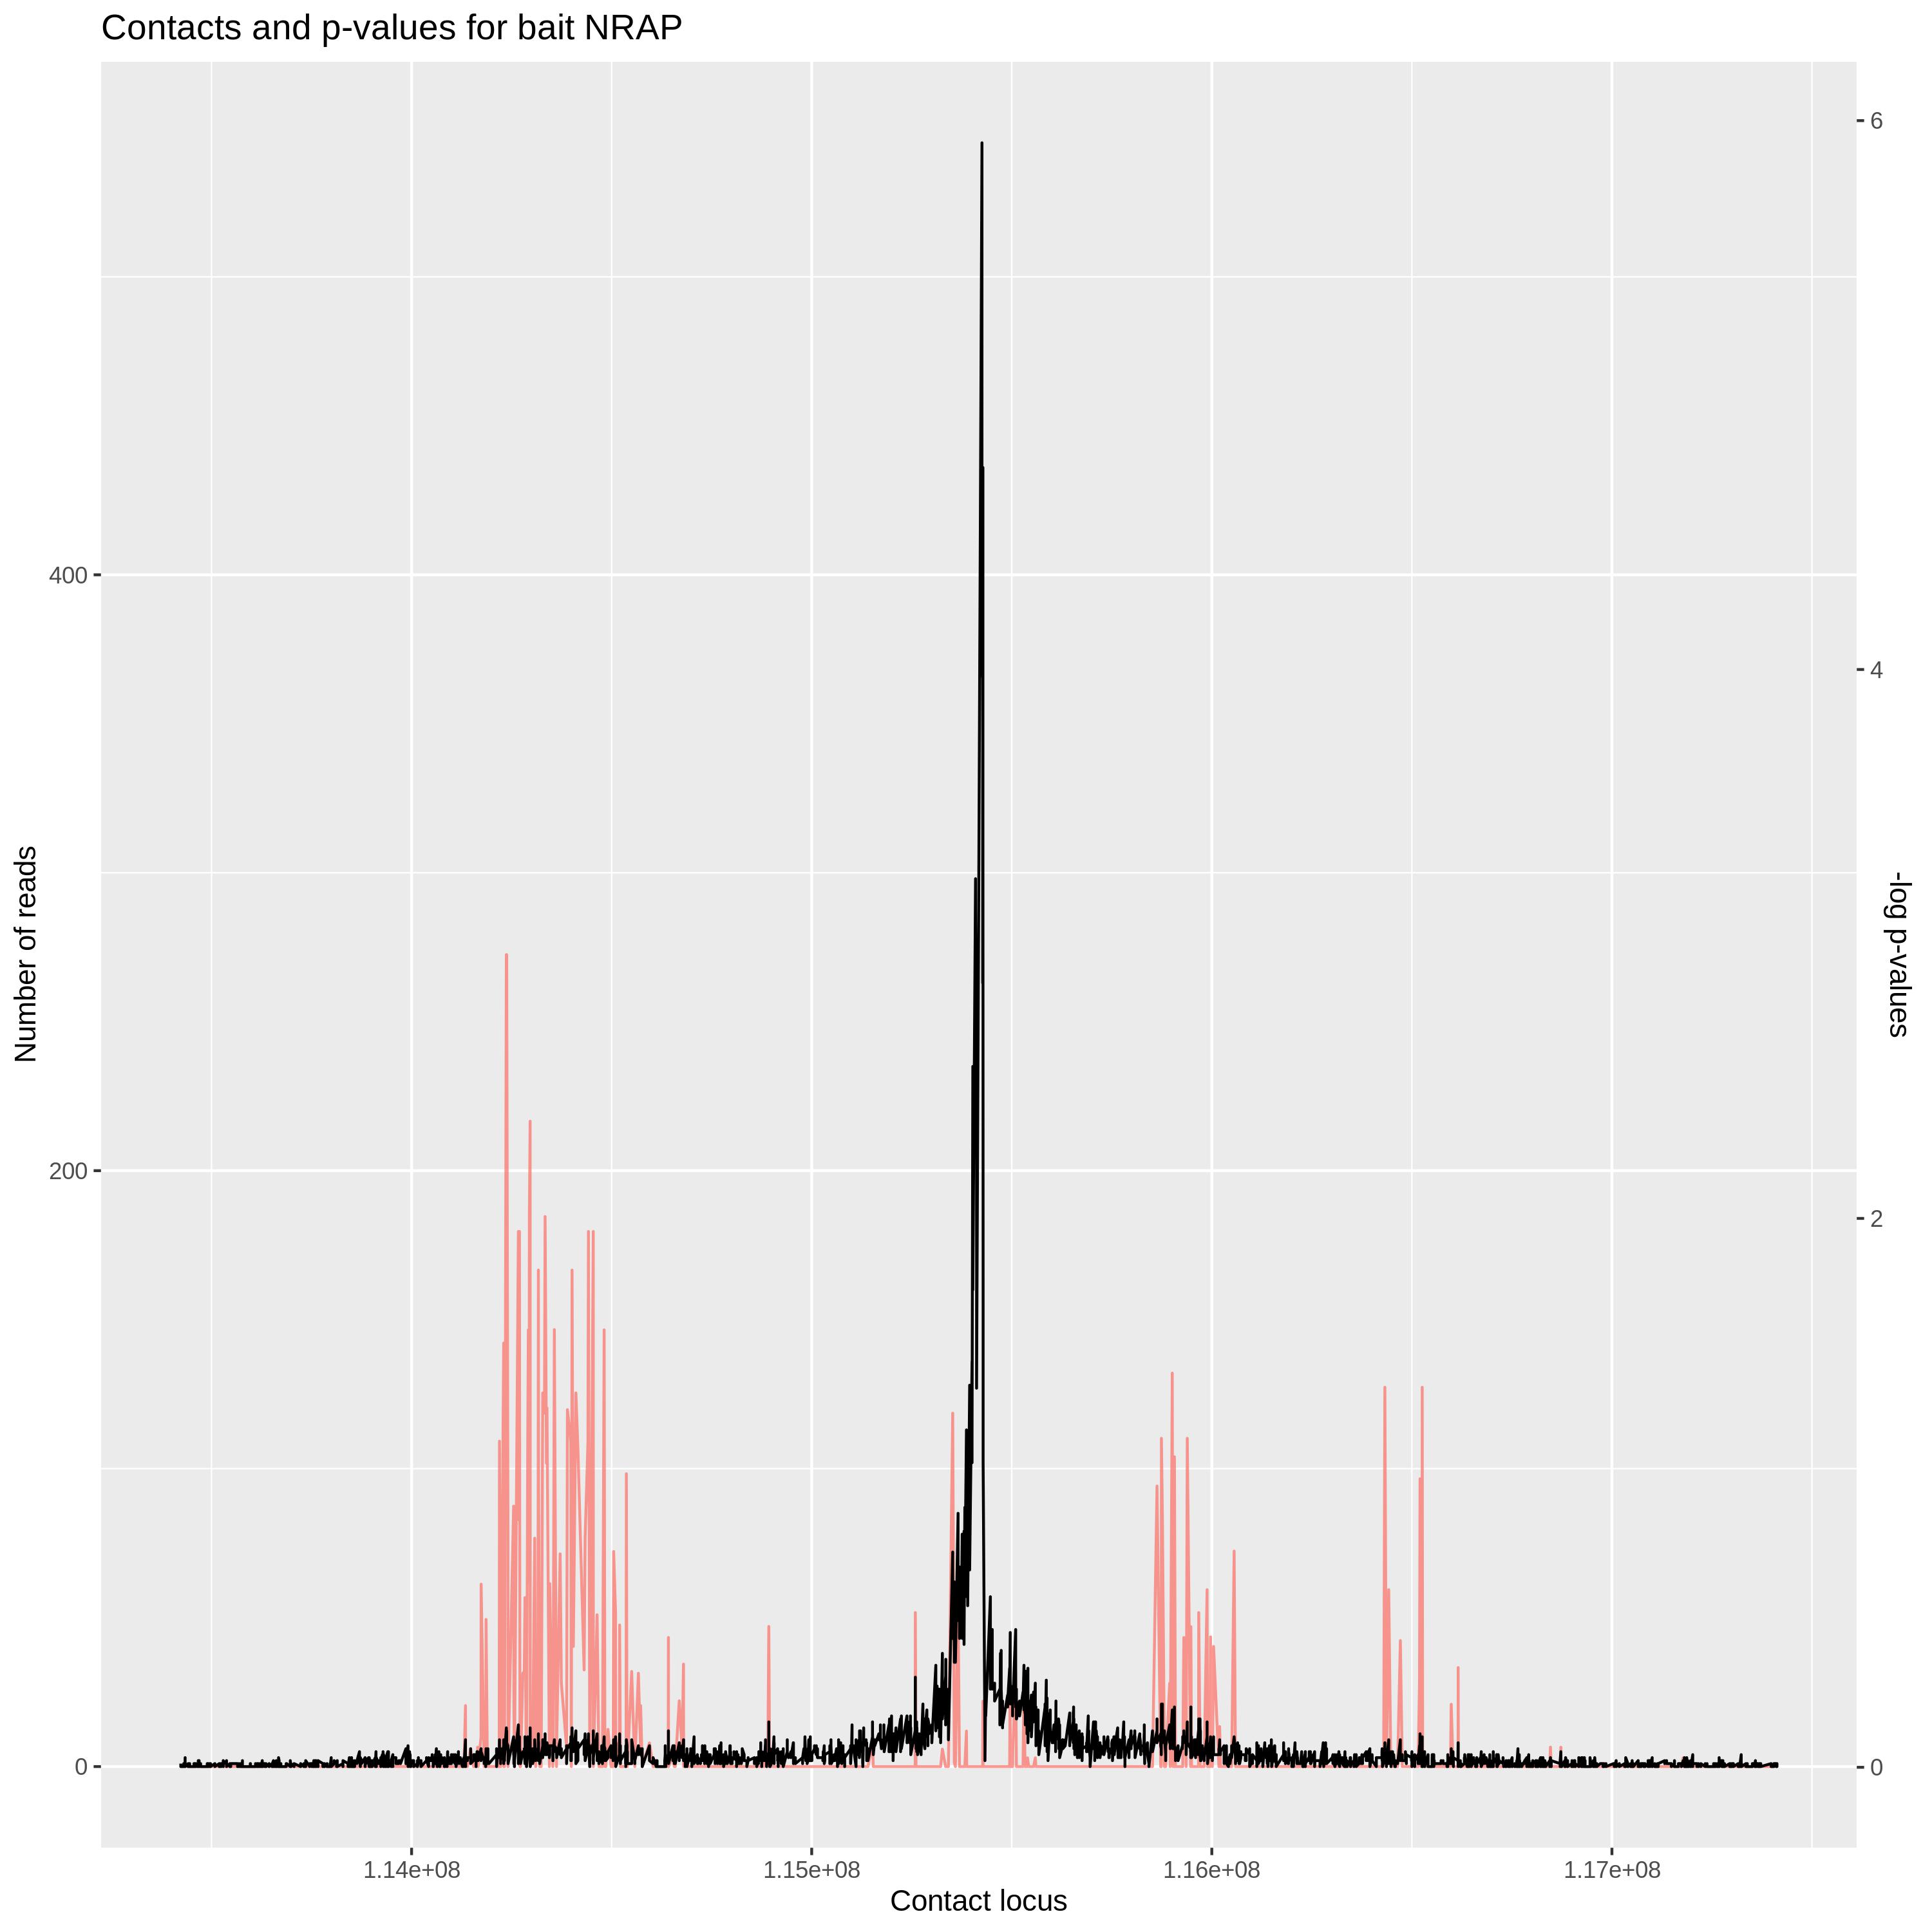 Contacts and p-values for bait NRAP
6
400
4
Number of reads
-log p-values
200
2
0
0
1.14e+08
1.15e+08
1.16e+08
1.17e+08
Contact locus